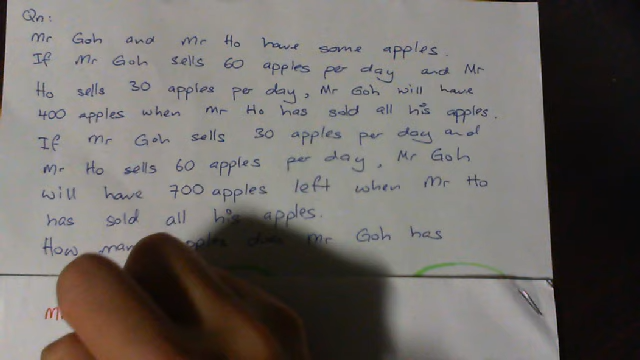 Qn:
Mr Goh and Mr Ho have some apples.
If Mr Goh sells 60 apples per day and Mr
Ho sells 30 apples per day, Mr Goh will have
400 apples when Mr Ho has sold all his apples.
If Mr Goh sells 30 apples per day and
Mr Ho sells 60 apples per day, Mr Goh
will have 700 apples left when Mr Ho
has sold all his apples.
How Mr Goh has